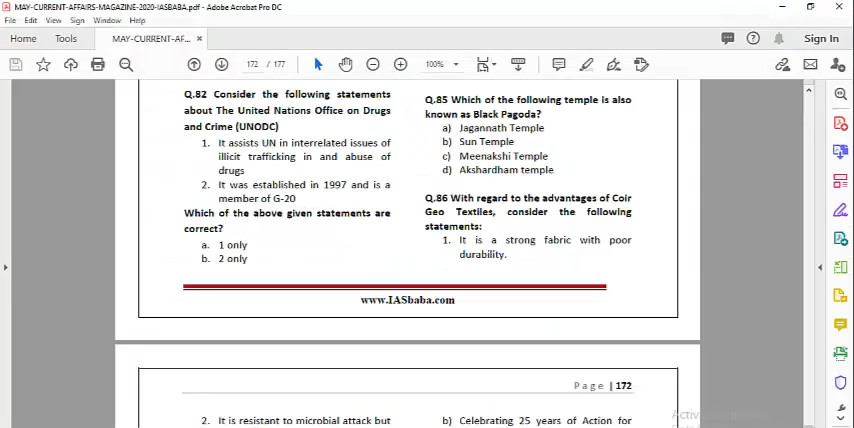 MAY-CURRENT-AFFAIRS-MAGAZINE-2020-IASBABA.pdf - Adobe Acrobat Pro DC
File Edit View Sign Window Help
Home Tools MAY-CURRENT-AF... × Sign In
172 / 177 100%
Q.82 Consider the following statements
about The United Nations Office on Drugs
and Crime (UNODC)
1. It assists UN in interrelated issues of
illicit trafficking in and abuse of
drugs
2. It was established in 1997 and is a
member of G-20
Which of the above given statements are
correct?
a. 1 only
b. 2 only
Q.85 Which of the following temple is also
known as Black Pagoda?
a) Jagannath Temple
b) Sun Temple
c) Meenakshi Temple
d) Akshardham temple
Q.86 With regard to the advantages of Coir
Geo Textiles, consider the following
statements:
1. It is a strong fabric with poor
durability.
www.IASbaba.com
Page | 172
2. It is resistant to microbial attack but
b) Celebrating 25 years of Action for